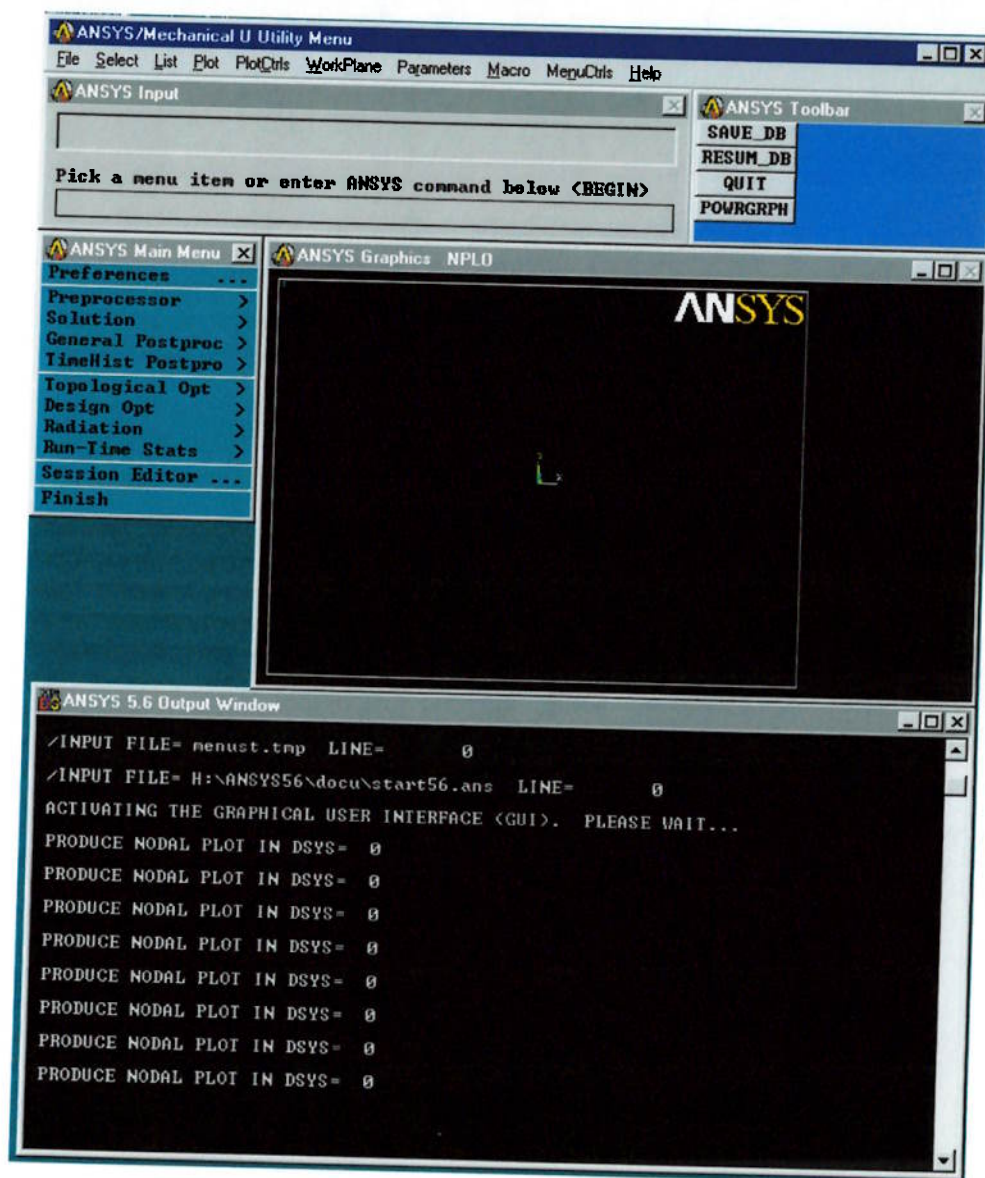 ANSYS/Mechanical U Utility Menu
File Select List Plot PlotCtrls WorkPlane Parameters Macro MenuCtrls Help
ANSYS Input
ANSYS Toolbar
SAVE_DB
RESUM_DB
QUIT
POWRGRPH
Pick a menu item or enter ANSYS command below (BEGIN)
ANSYS Main Menu
Preferences ...
Preprocessor >
Solution >
General Postproc >
TimeHist Postpro >
Topological Opt >
Design Opt >
Radiation >
Run-Time Stats >
Session Editor ...
Finish
ANSYS Graphics NPLO
1
ANSYS
Y
X
ANSYS 5.6 Output Window
/INPUT FILE= menust.tmp LINE= 0
/INPUT FILE= H:\ANSYS56\docu\start56.ans LINE= 0
ACTIVATING THE GRAPHICAL USER INTERFACE (GUI). PLEASE WAIT...
PRODUCE NODAL PLOT IN DSYS= 0
PRODUCE NODAL PLOT IN DSYS= 0
PRODUCE NODAL PLOT IN DSYS= 0
PRODUCE NODAL PLOT IN DSYS= 0
PRODUCE NODAL PLOT IN DSYS= 0
PRODUCE NODAL PLOT IN DSYS= 0
PRODUCE NODAL PLOT IN DSYS= 0
PRODUCE NODAL PLOT IN DSYS= 0